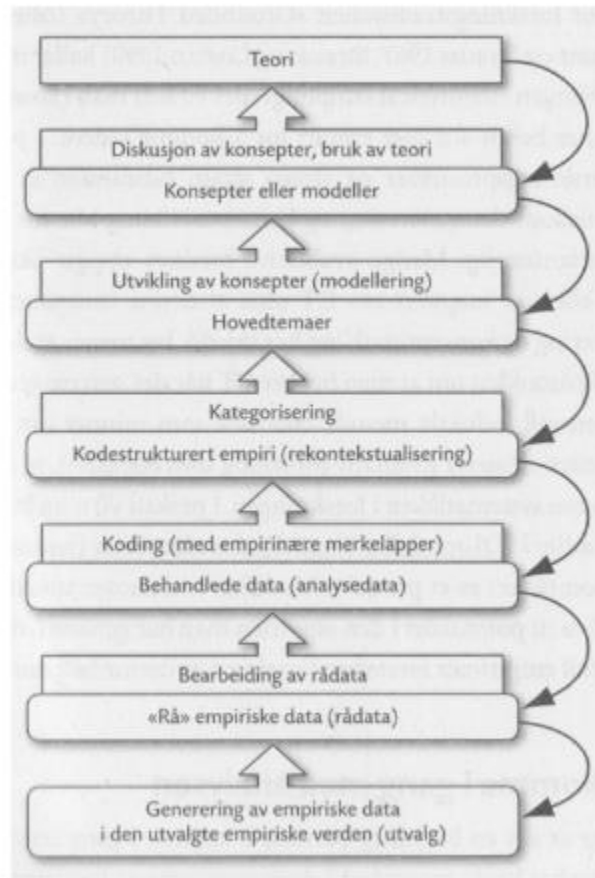 Teori
Diskusjon av konsepter, bruk av teori
Konsepter eller modeller
Utvikling av konsepter (modellering)
Hovedtemaer
Kategorisering
Kodestrukturert empiri (rekontekstualisering)
Koding (med empirinære merkelapper)
Behandlede data (analysedata)
Bearbeiding av rådata
«Rå» empiriske data (rådata)
Generering av empiriske data
i den utvalgte empiriske verden (utvalg)